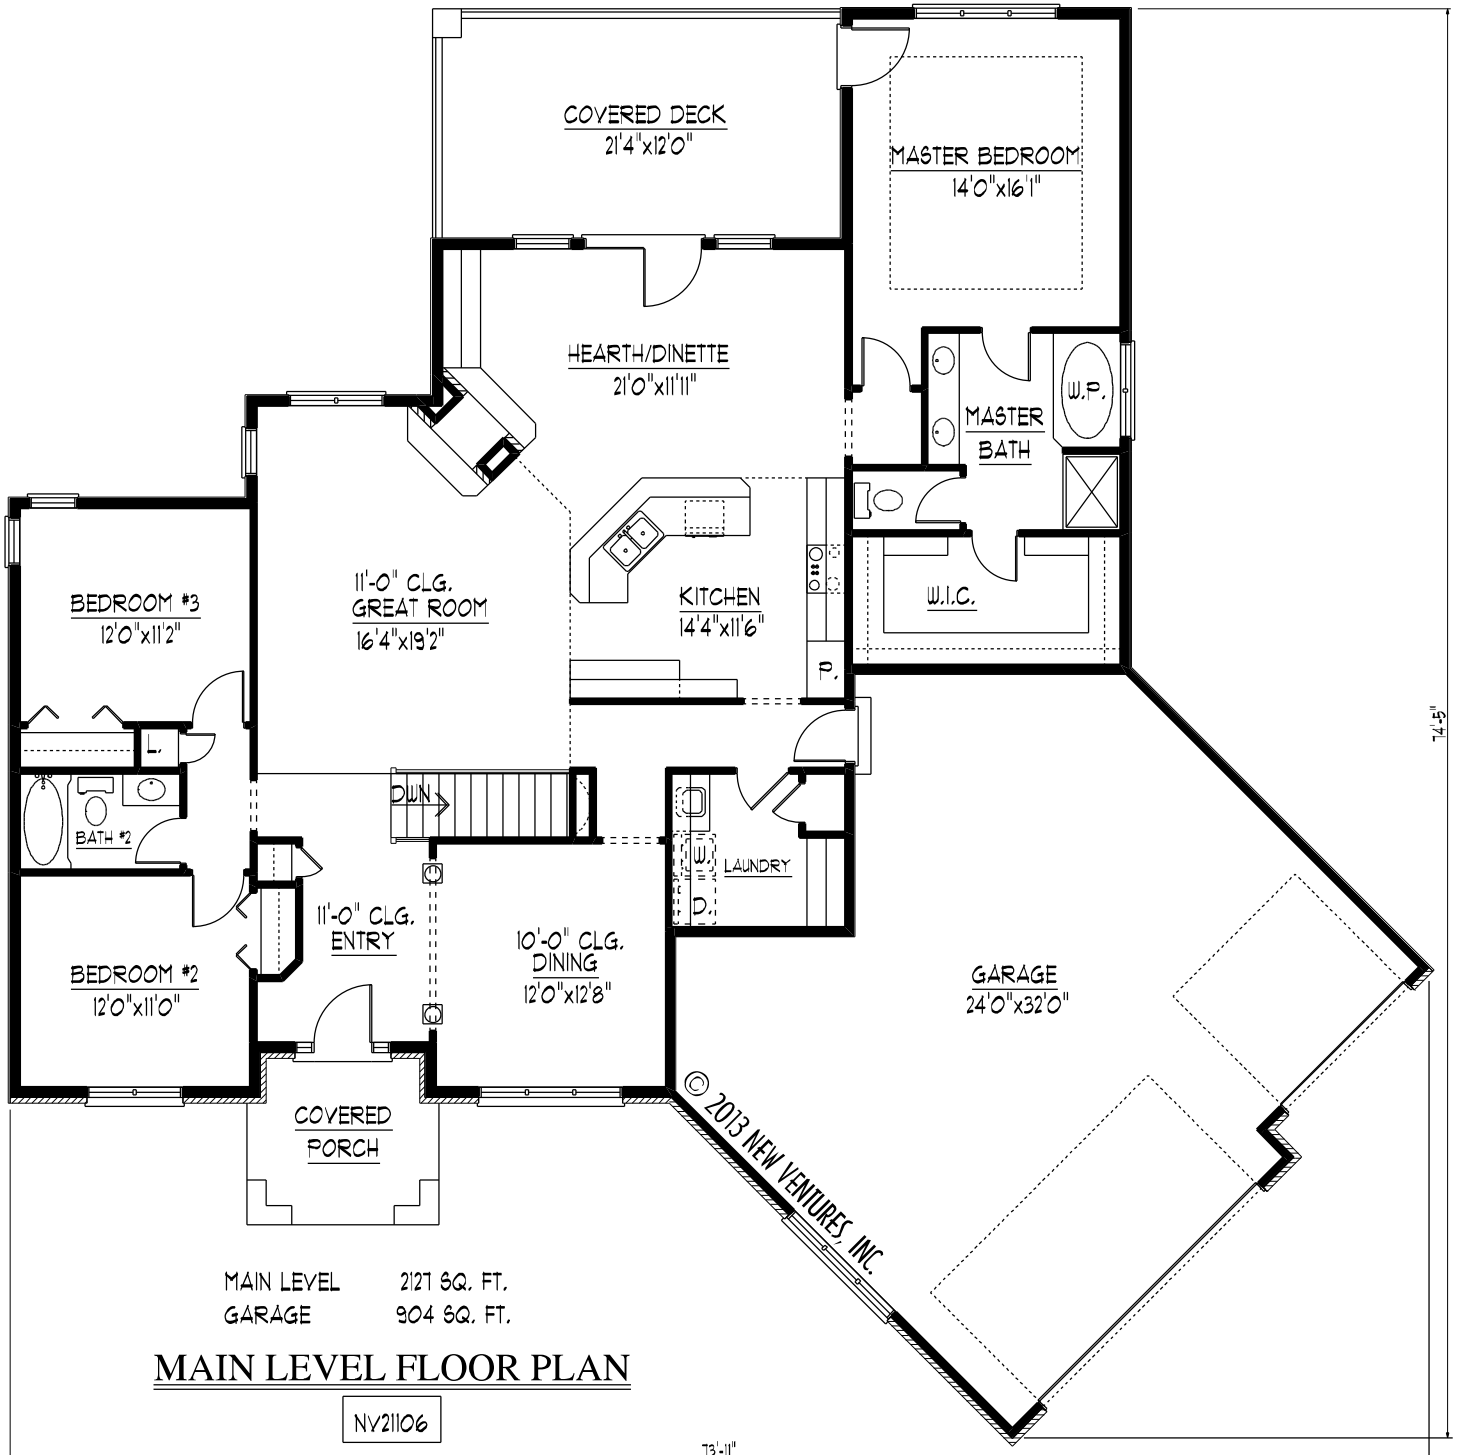 COVERED DECK
21'4"x12'0"
MASTER BEDROOM
14'0"x16'1"
HEARTH/DINETTE
21'0"x11'11"
W.P.
MASTER
BATH
11'-0" CLG.
GREAT ROOM
16'4"x19'2"
KITCHEN
14'4"x11'6"
P.
W.I.C.
BEDROOM #3
12'0"x11'2"
L.
BATH #2
DWN
W.
D.
LAUNDRY
11'-0" CLG.
ENTRY
10'-0" CLG.
DINING
12'0"x12'8"
BEDROOM #2
12'0"x11'0"
GARAGE
24'0"x32'0"
74'-5"
COVERED
PORCH
© 2013 NEW VENTURES, INC.
MAIN LEVEL 2127 SQ. FT.
GARAGE 904 SQ. FT.
MAIN LEVEL FLOOR PLAN
NV21106
73'-11"